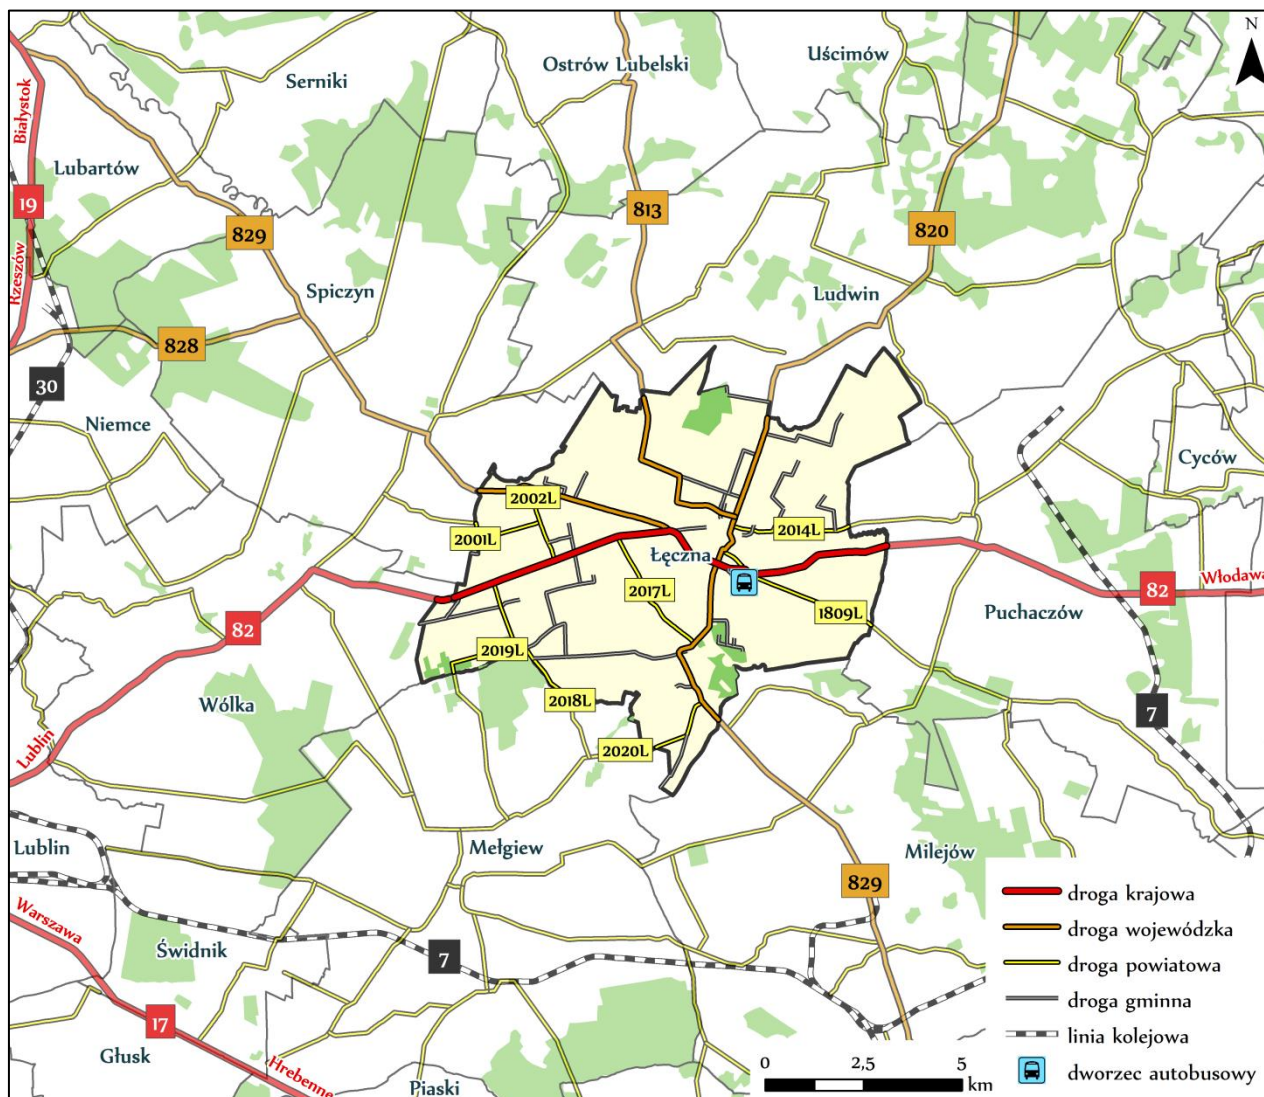 N
Uścimów
Ostrów Lubelski
Serniki
Białystok
Lubartów
19
813
829
820
Rzeszów
Spiczyn
Ludwin
828
30
Niemce
Cyców
2002L
2001L
2014L
Łęczna
Włodawa
82
2017L
1809L
Puchaczów
82
2019L
Wólka
2018L
7
Lublin
2020L
Lublin
Mełgiew
Milejów
829
Warszawa
Świdnik
7
17
Głusk
Hrebenne
Piaski
droga krajowa
droga wojewódzka
droga powiatowa
droga gminna
linia kolejowa
dworzec autobusowy
0 2,5 5
km